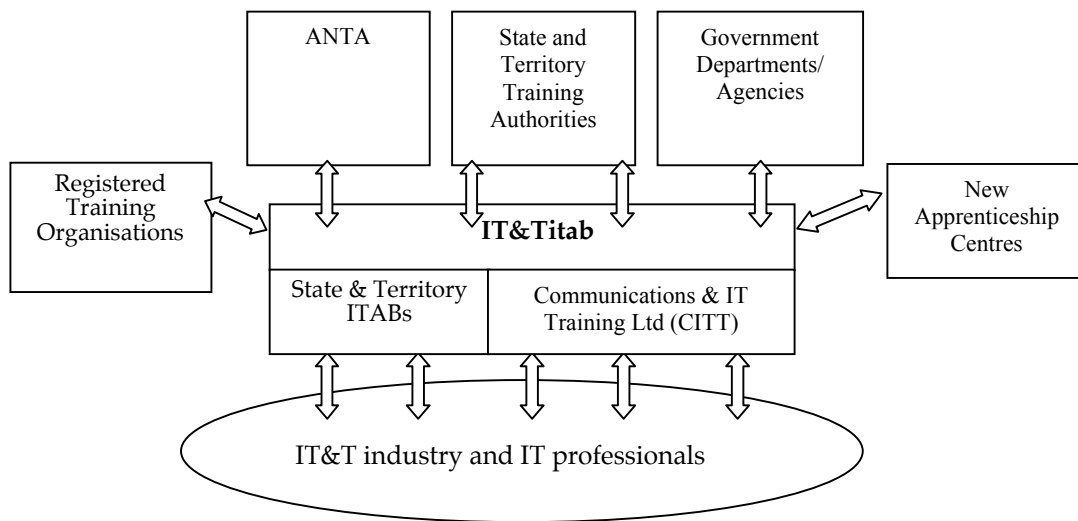 ANTA
State and
Territory
Training
Authorities
Government
Departments/
Agencies
Registered
Training
Organisations
IT&Titab
New
Apprenticeship
Centres
State & Territory
ITABs
Communications & IT
Training Ltd (CITT)
IT&T industry and IT professionals